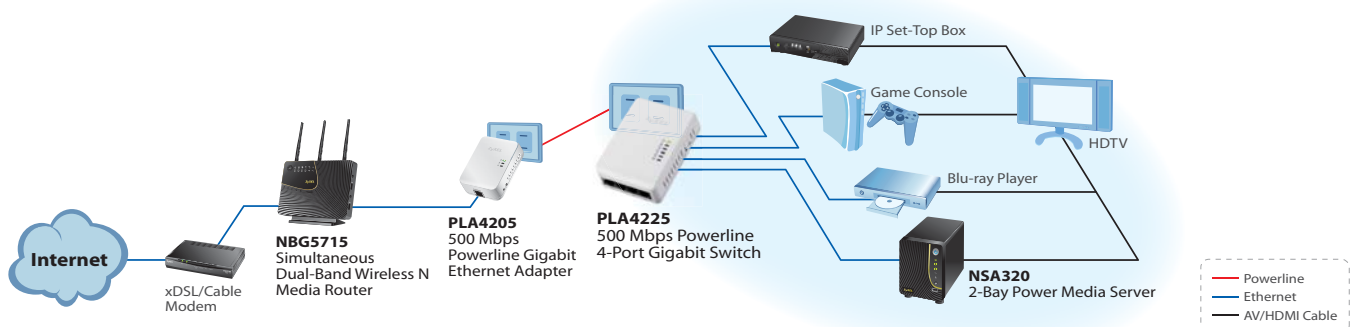 IP Set-Top Box
Game Console
HDTV
Blu-ray Player
PLA4205
500 Mbps
Powerline Gigabit
Ethernet Adapter
PLA4225
500 Mbps Powerline
4-Port Gigabit Switch
NBG5715
Simultaneous
Dual-Band Wireless N
Media Router
Internet
xDSL/Cable
Modem
NSA320
2-Bay Power Media Server
Powerline
Ethernet
AV/HDMI Cable